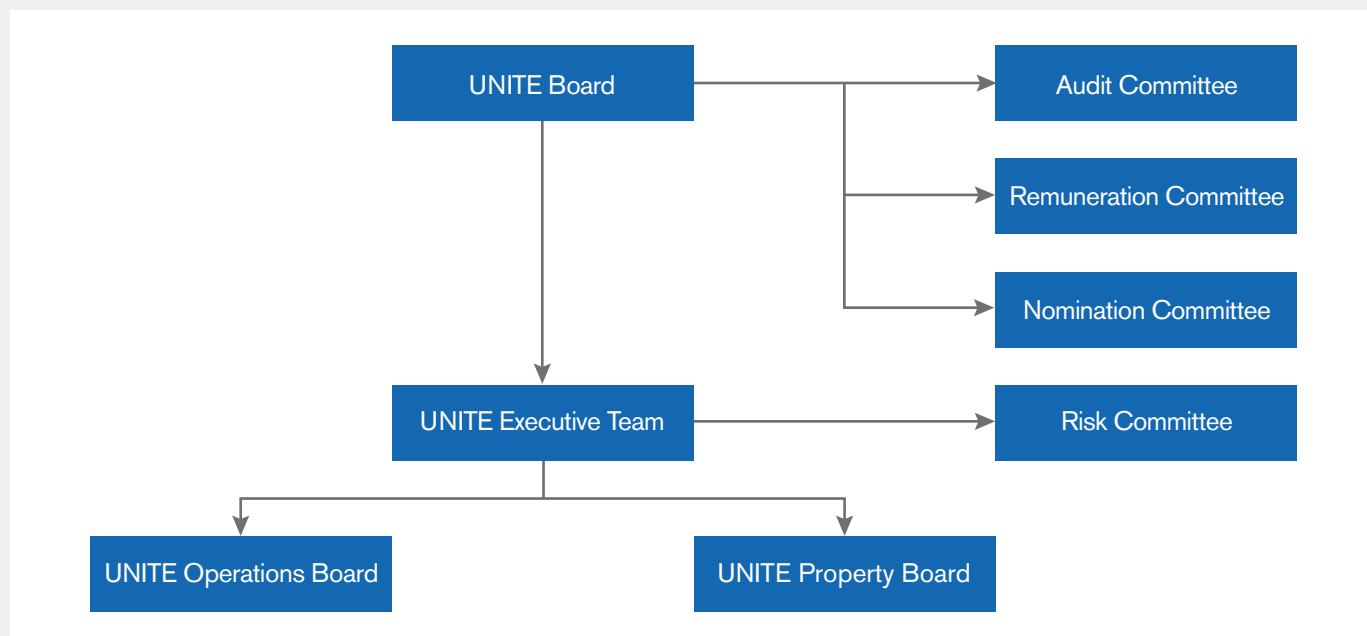 UNITE Board
Audit Committee
Remuneration Committee
Nomination Committee
UNITE Executive Team
Risk Committee
UNITE Operations Board
UNITE Property Board